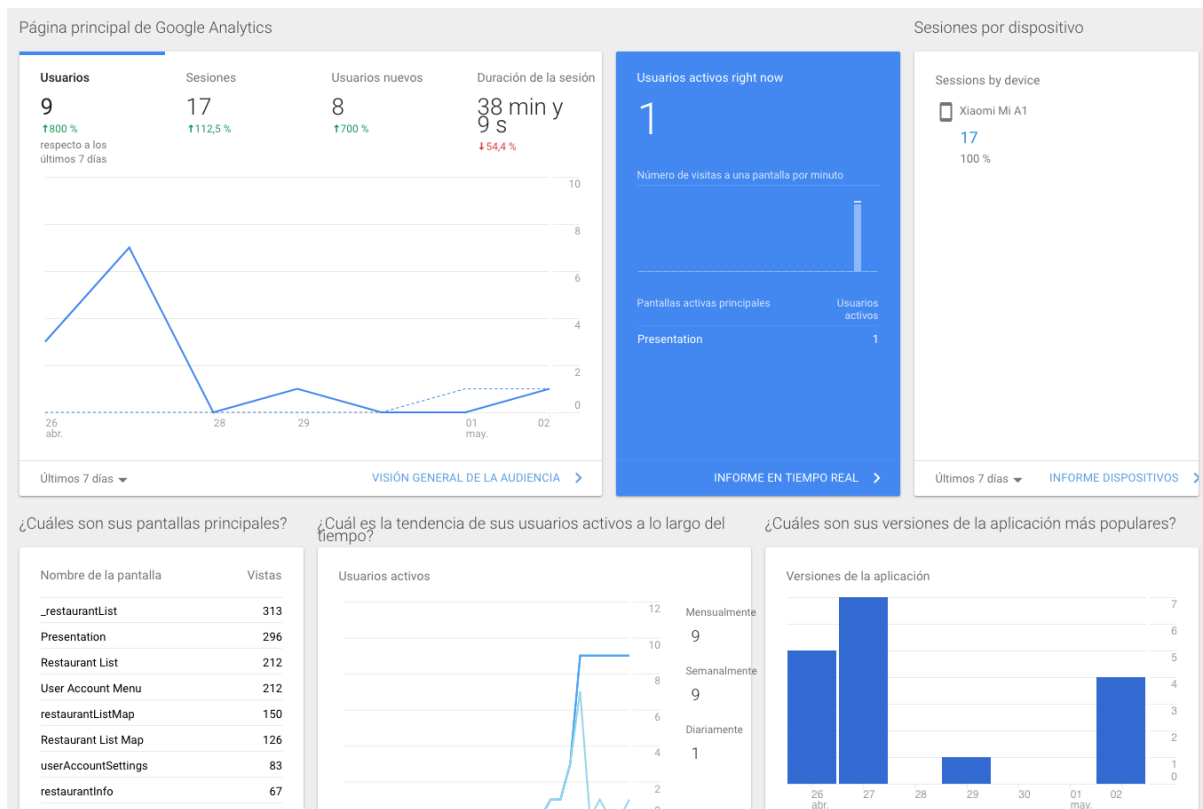 Página principal de Google Analytics
Usuarios
9
800 %
respecto a los
últimos 7 días
Sesiones
17
112,5 %
Usuarios nuevos
8
700 %
Duración de la sesión
38 min y
9 s
54,4 %
10
8
6
4
2
0
26
abr.
28
29
01
may.
02
Últimos 7 días
VISIÓN GENERAL DE LA AUDIENCIA
Usuarios activos right now
1
Número de visitas a una pantalla por minuto
Pantallas activas principales
Usuarios
activos
Presentation 1
INFORME EN TIEMPO REAL
Sesiones por dispositivo
Sessions by device
Xiaomi Mi A1
17
100 %
Últimos 7 días
INFORME DISPOSITIVOS
¿Cuáles son sus pantallas principales?
Nombre de la pantalla Vistas
_restaurantList 313
Presentation 296
Restaurant List 212
User Account Menu 212
restaurantListMap 150
Restaurant List Map 126
userAccountSettings 83
restaurantInfo 67
¿Cuál es la tendencia de sus usuarios activos a lo largo del
tiempo?
Usuarios activos
12
10
8
6
4
2
0
Mensualmente
9
Semanalmente
9
Diariamente
1
¿Cuáles son sus versiones de la aplicación más populares?
Versiones de la aplicación
7
6
5
4
3
2
1
0
26
abr.
27
28
29
30
01
may.
02